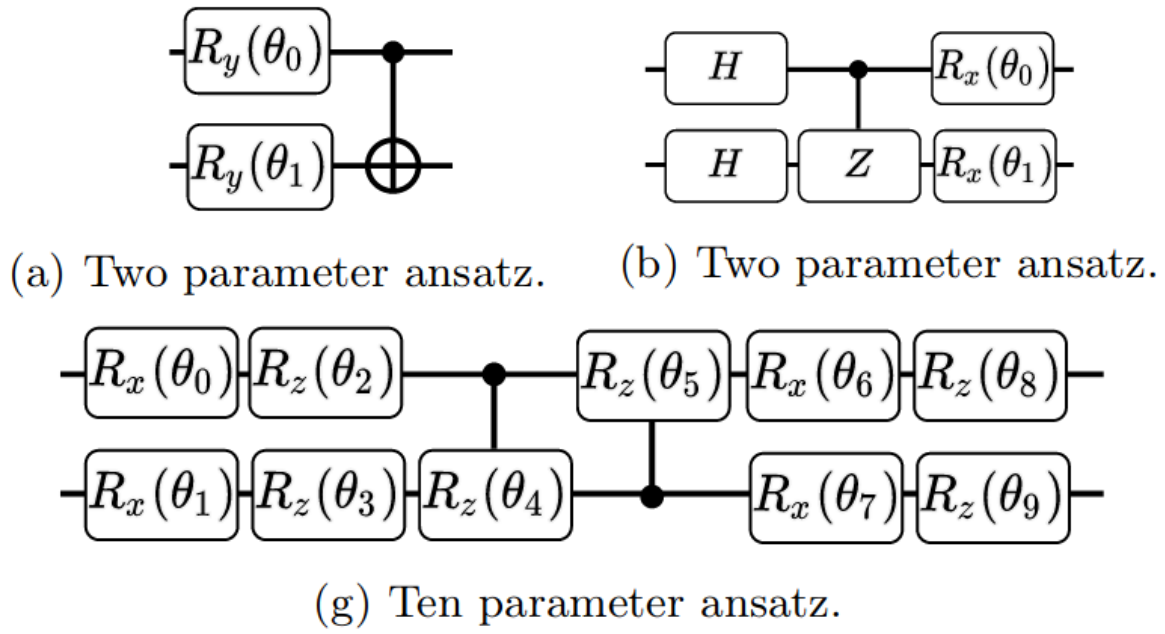 R_y(θ_0)
R_y(θ_1)
H R_x(θ_0)
H Z R_x(θ_1)
(a) Two parameter ansatz.
(b) Two parameter ansatz.
R_x(θ_0) R_z(θ_2) R_z(θ_5) R_x(θ_6) R_z(θ_8)
R_x(θ_1) R_z(θ_3) R_z(θ_4) R_x(θ_7) R_z(θ_9)
(g) Ten parameter ansatz.